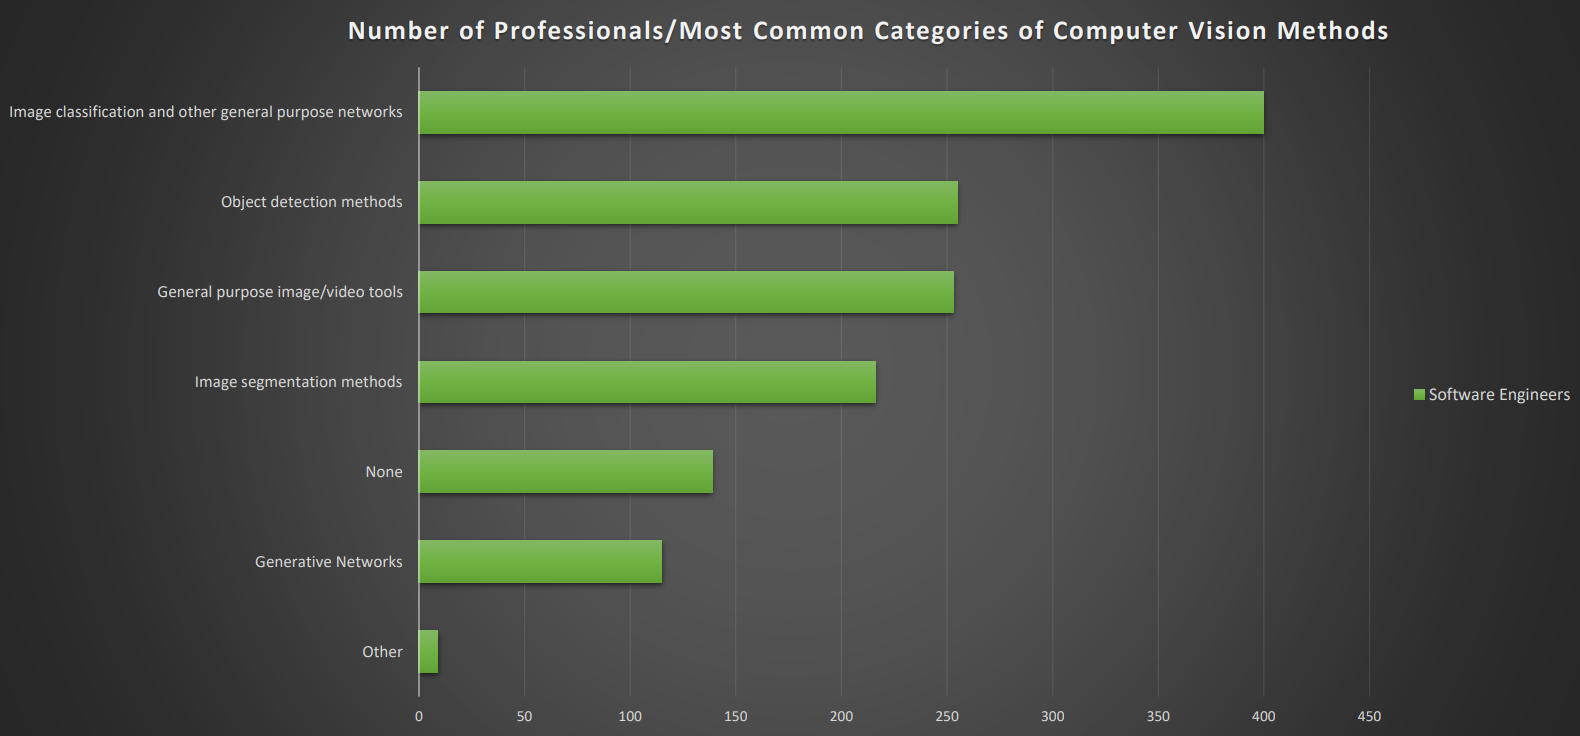 Number of Professionals/Most Common Categories of Computer Vision Methods
Image classification and other general purpose networks
Object detection methods
General purpose image/video tools
Image segmentation methods
Software Engineers
None
Generative Networks
Other
0 50 100 150 200 250 300 350 400 450